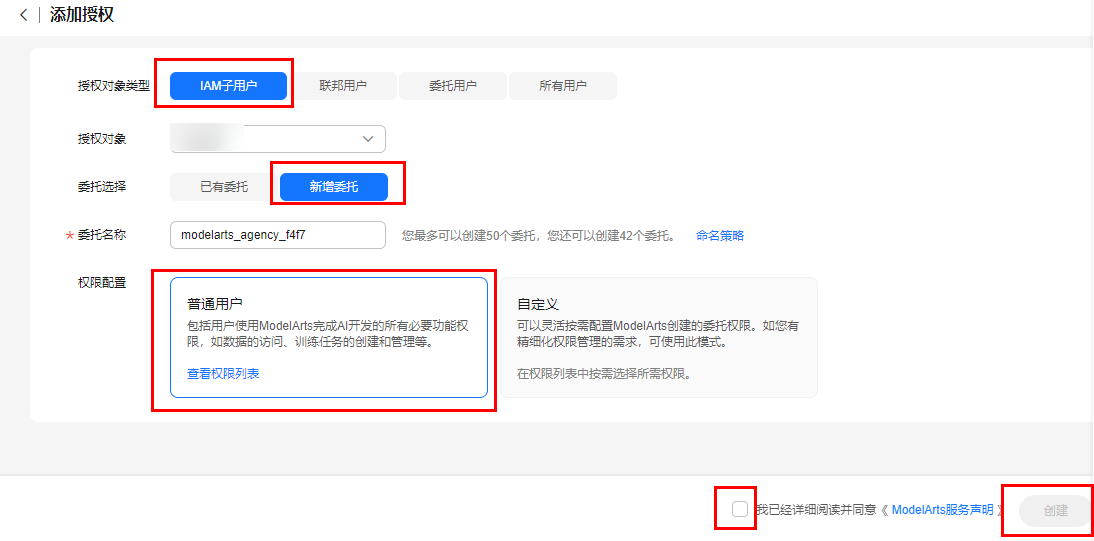 添加授权
授权对象类型 IAM子用户 联邦用户 委托用户 所有用户
授权对象
委托选择 已有委托 新增委托
* 委托名称 modelarts_agency_f4f7 您最多可以创建50个委托，您还可以创建42个委托。 命名策略
权限配置
普通用户
包括用户使用ModelArts完成AI开发的所有必要功能权
限，如数据的访问、训练任务的创建和管理等。
查看权限列表
自定义
可以灵活按需配置ModelArts创建的委托权限。如您有
精细化权限管理的需求，可使用此模式。
在权限列表中按需选择所需权限。
我已经详细阅读并同意《 ModelArts服务声明 》 创建